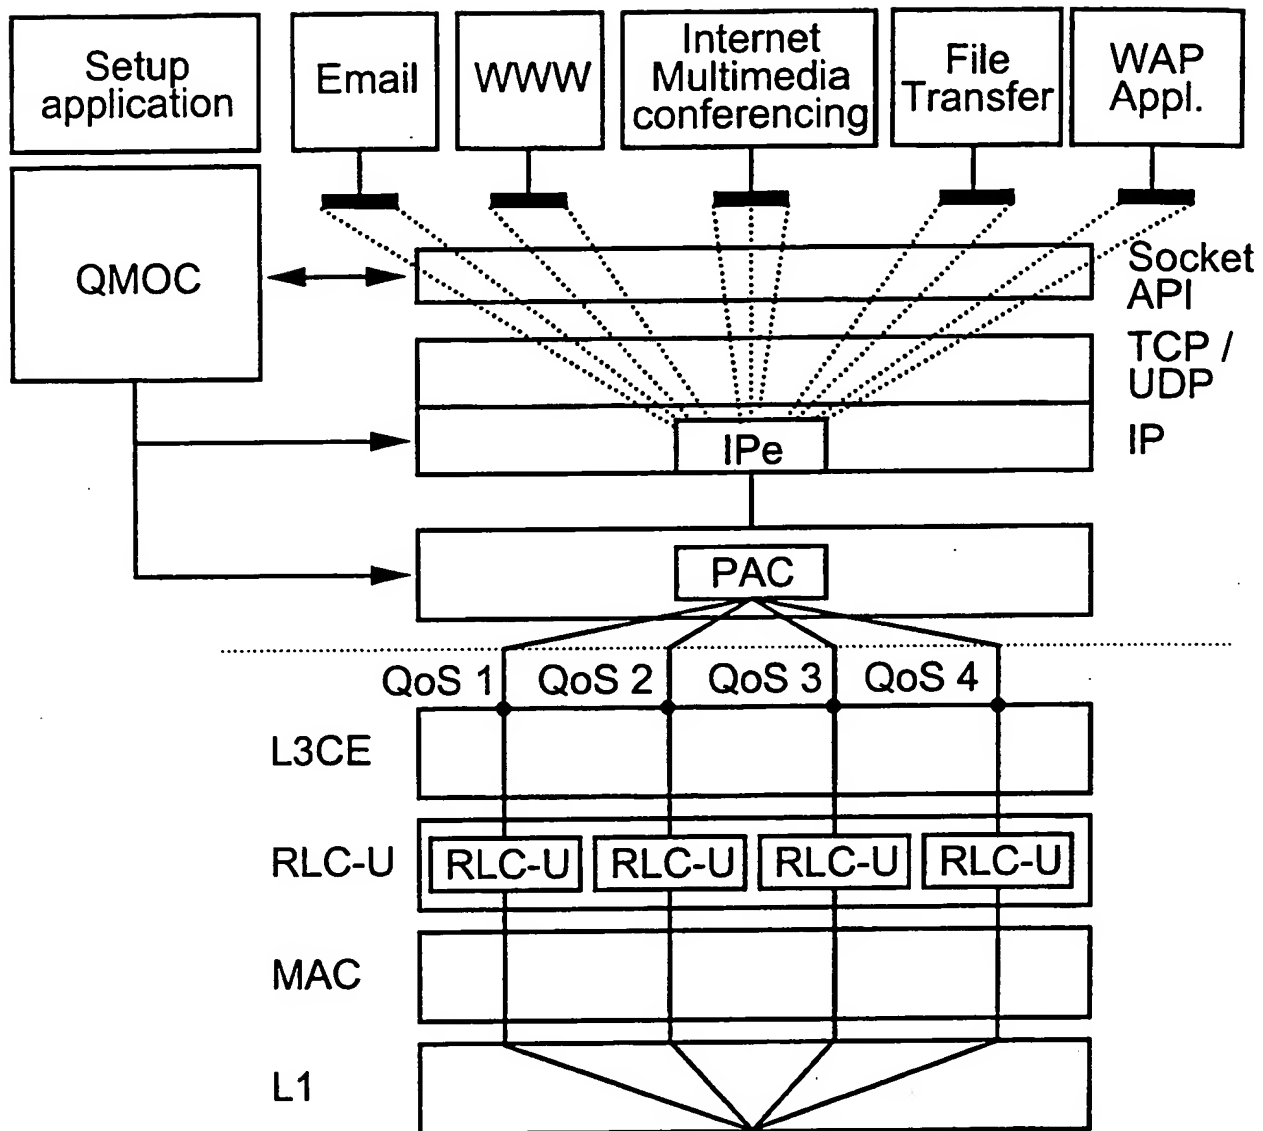 Setup
application
Email
WWW
Internet
Multimedia
conferencing
File
Transfer
WAP
Appl.
QMOC
Socket
API
TCP /
UDP
IPe
IP
PAC
QoS 1
QoS 2
QoS 3
QoS 4
L3CE
RLC-U
RLC-U
RLC-U
RLC-U
RLC-U
MAC
L1